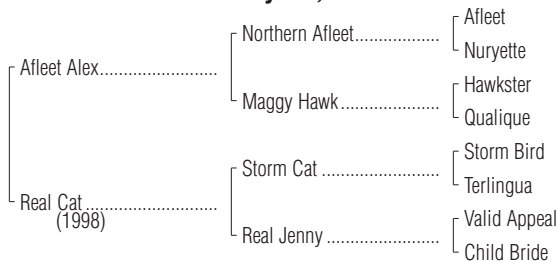 Afleet
Northern Afleet...................
Nuryette
Afleet Alex...........................
Hawkster
Maggy Hawk......................
Qualique
Storm Bird
Storm Cat ..........................
Terlingua
Real Cat..............................
(1998)
Valid Appeal
Real Jenny .........................
Child Bride